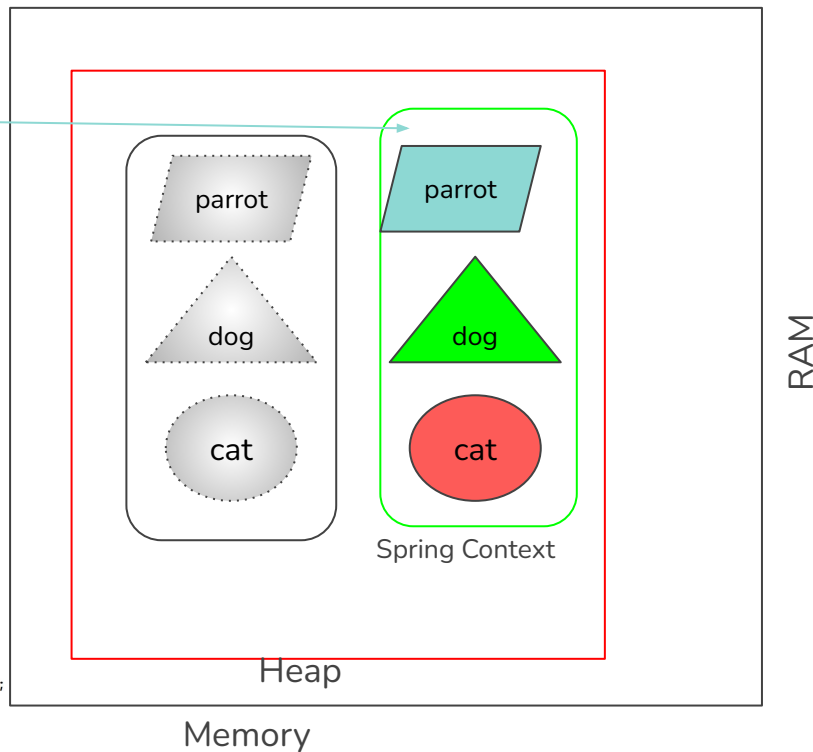 parrot
parrot
dog
dog
cat
cat
Spring Context
RAM
Heap
;
Memory